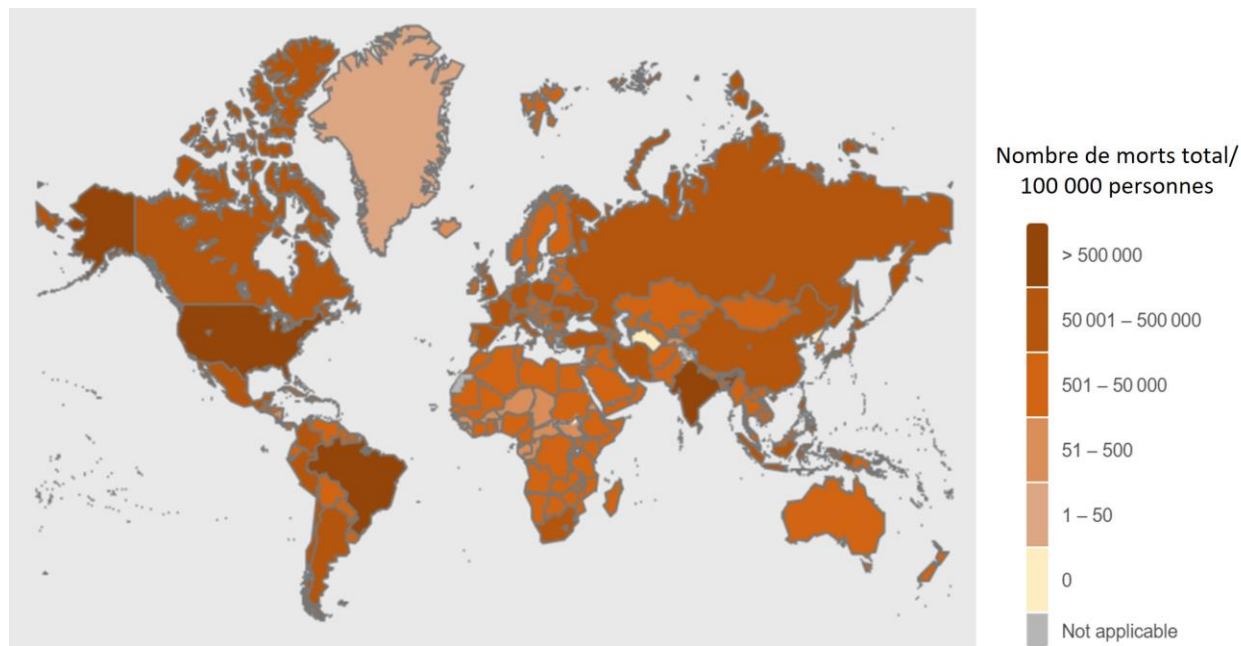 Nombre de morts total/
100 000 personnes
> 500 000
50 001 – 500 000
501 – 50 000
51 – 500
1 – 50
0
Not applicable